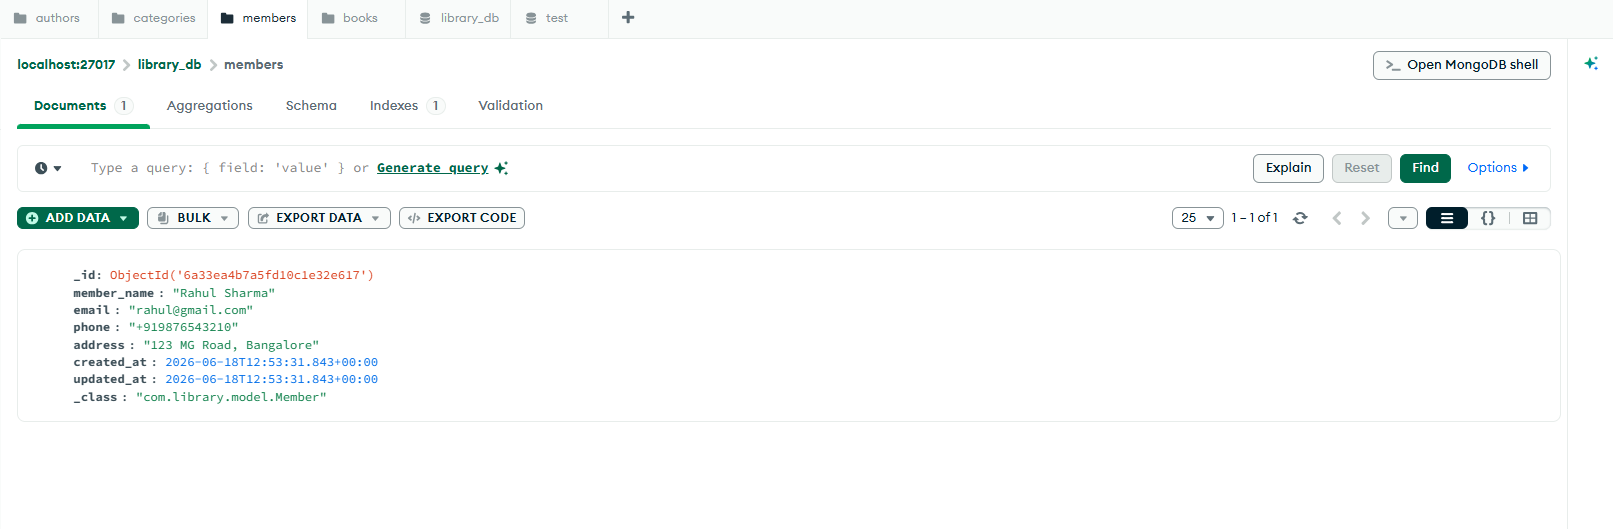 authors categories members books library_db test
localhost:27017 > library_db > members
>_ Open MongoDB shell
Documents 1 Aggregations Schema Indexes 1 Validation
Type a query: { field: 'value' } or Generate query
Explain Reset Find Options
ADD DATA BULK EXPORT DATA </> EXPORT CODE
25 1 – 1 of 1 {}
_id: ObjectId('6a33ea4b7a5fd10c1e32e617')
member_name : "Rahul Sharma"
email : "rahul@gmail.com"
phone : "+919876543210"
address : "123 MG Road, Bangalore"
created_at : 2026-06-18T12:53:31.843+00:00
updated_at : 2026-06-18T12:53:31.843+00:00
_class : "com.library.model.Member"